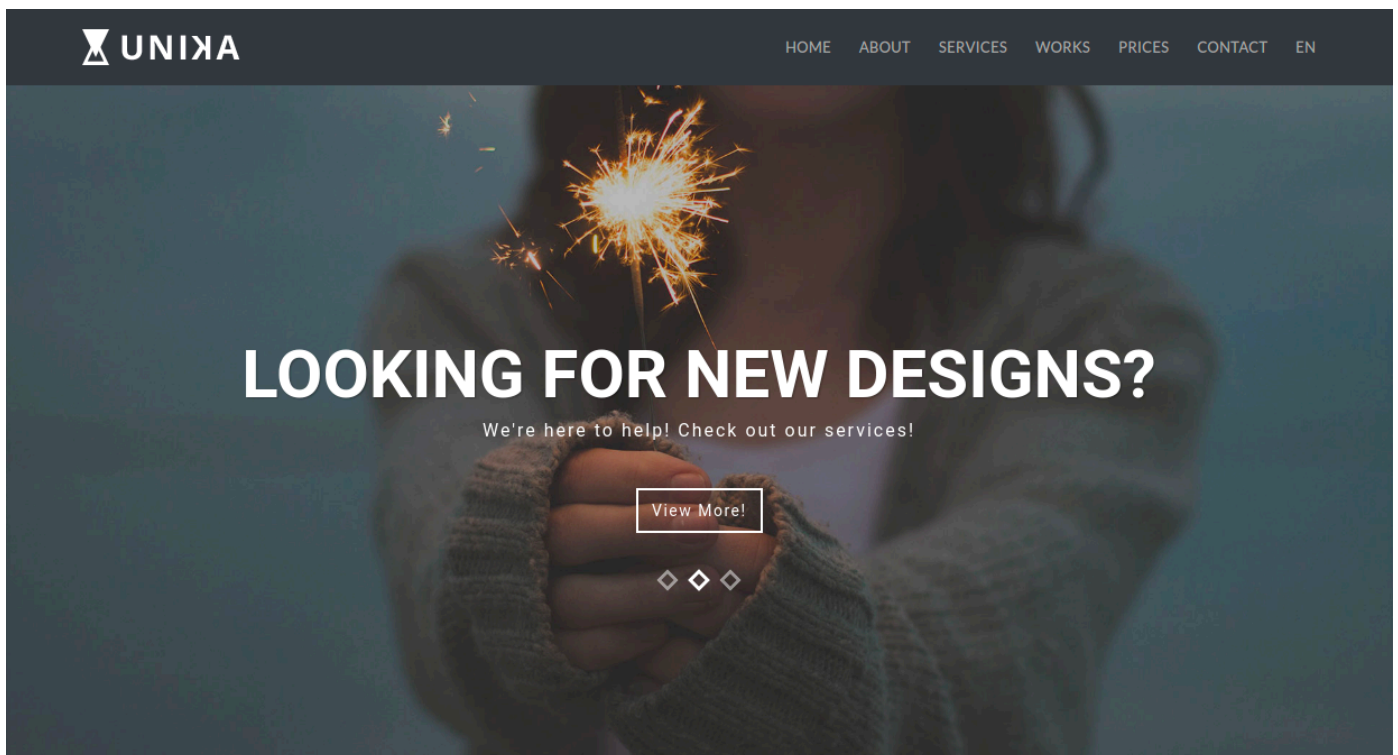 UNIKA
HOME ABOUT SERVICES WORKS PRICES CONTACT EN
LOOKING FOR NEW DESIGNS?
We're here to help! Check out our services!
View More!